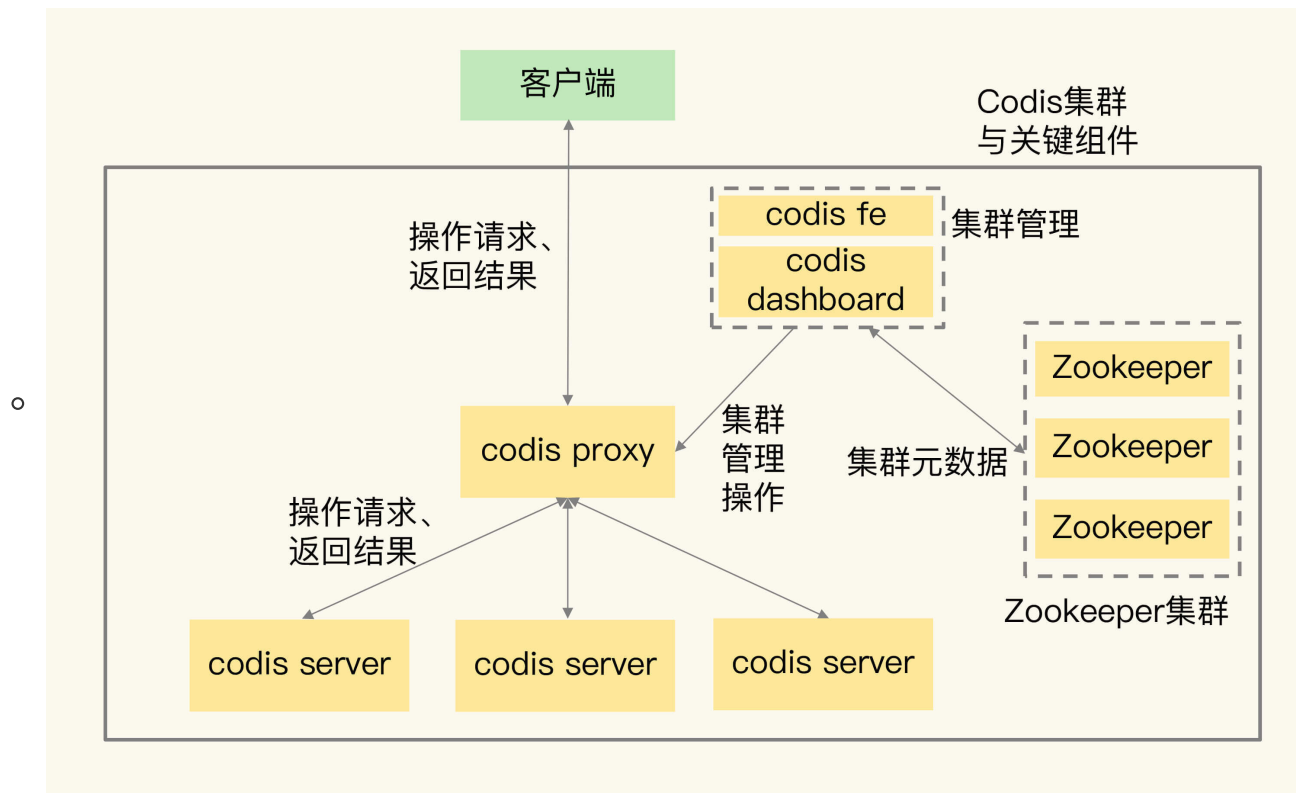 客户端
Codis集群
与关键组件
操作请求、
返回结果
codis fe
集群管理
codis
dashboard
Zookeeper
Zookeeper
Zookeeper
Zookeeper集群
集群
管理
操作
集群元数据
codis proxy
操作请求、
返回结果
codis server
codis server
codis server
。